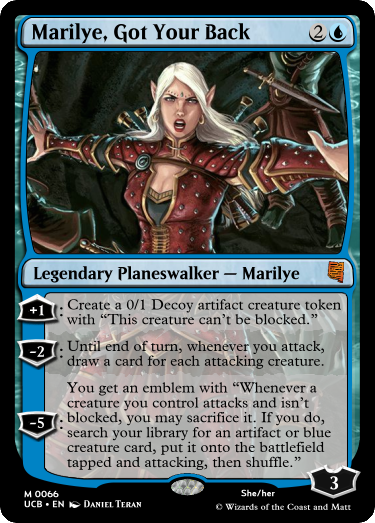 Marilye, Got Your Back 2
Legendary Planeswalker — Marilye
+1: Create a 0/1 Decoy artifact creature token
with “This creature can't be blocked.”
-2: Until end of turn, whenever you attack,
draw a card for each attacking creature.
You get an emblem with “Whenever a
creature you control attacks and isn't
-5: blocked, you may sacrifice it. If you do,
search your library for an artifact or blue
creature card, put it onto the battlefield
tapped and attacking, then shuffle.”
3
M 0066 She/her
UCB • EN Daniel Teran © Wizards of the Coast and Matt